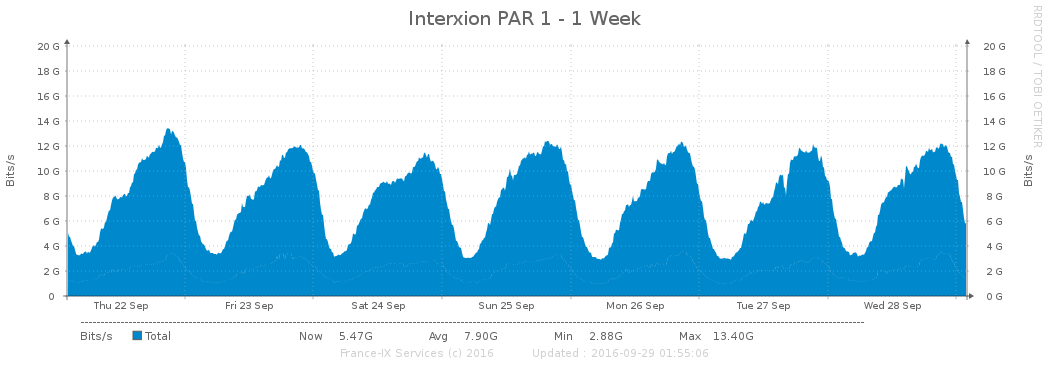 Interxion PAR 1 - 1 Week
RRDTOOL / TOBI OETIKER
Bits/s
Bits/s
20 G 20 G
18 G 18 G
16 G 16 G
14 G 14 G
12 G 12 G
10 G 10 G
8 G 8 G
6 G 6 G
4 G 4 G
2 G 2 G
0 0 G
Thu 22 Sep Fri 23 Sep Sat 24 Sep Sun 25 Sep Mon 26 Sep Tue 27 Sep Wed 28 Sep
Bits/s Total Now 5.47G Avg 7.90G Min 2.88G Max 13.40G
France-IX Services (c) 2016 Updated : 2016-09-29 01:55:06